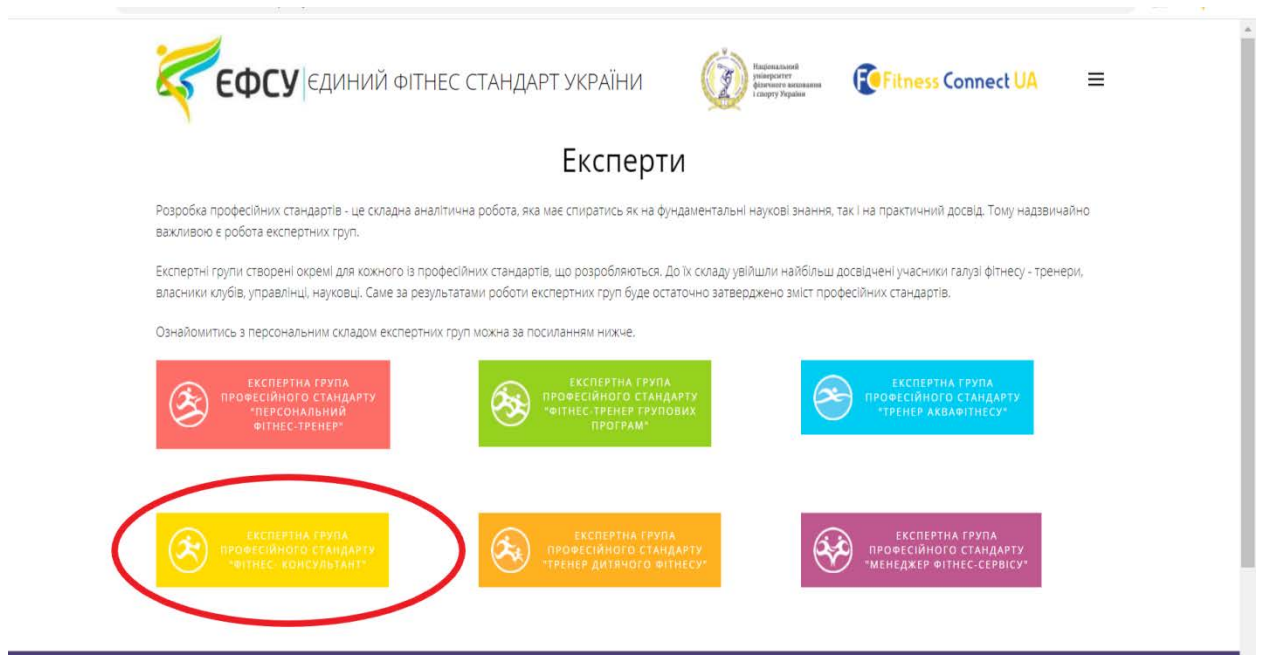 ЕФСУ ЄДИНИЙ ФІТНЕС СТАНДАРТ УКРАЇНИ
Національний
університет
фізичного виховання
і спорту України
Fitness Connect UA
Експерти
Розробка професійних стандартів - це складна аналітична робота, яка має спиратись як на фундаментальні наукові знання, так і на практичний досвід. Тому надзвичайно
важливою є робота експертних груп.
Експертні групи створені окремі для кожного із професійних стандартів, що розробляються. До їх складу увійшли найбільш досвідчені учасники галузі фітнесу - тренери,
власники клубів, управлінці, науковці. Саме за результатами роботи експертних груп буде остаточно затверджено зміст професійних стандартів.
Ознайомитись з персональним складом експертних груп можна за посиланням нижче.
ЕКСПЕРТНА ГРУПА
ПРОФЕСІЙНОГО СТАНДАРТУ
"ПЕРСОНАЛЬНИЙ
ФІТНЕС-ТРЕНЕР"
ЕКСПЕРТНА ГРУПА
ПРОФЕСІЙНОГО СТАНДАРТУ
"ФІТНЕС-ТРЕНЕР ГРУПОВИХ
ПРОГРАМ"
ЕКСПЕРТНА ГРУПА
ПРОФЕСІЙНОГО СТАНДАРТУ
"ТРЕНЕР АКВАФІТНЕСУ"
ЕКСПЕРТНА ГРУПА
ПРОФЕСІЙНОГО СТАНДАРТУ
"ФІТНЕС- КОНСУЛЬТАНТ"
ЕКСПЕРТНА ГРУПА
ПРОФЕСІЙНОГО СТАНДАРТУ
"ТРЕНЕР ДИТЯЧОГО ФІТНЕСУ"
ЕКСПЕРТНА ГРУПА
ПРОФЕСІЙНОГО СТАНДАРТУ
"МЕНЕДЖЕР ФІТНЕС-СЕРВІСУ"